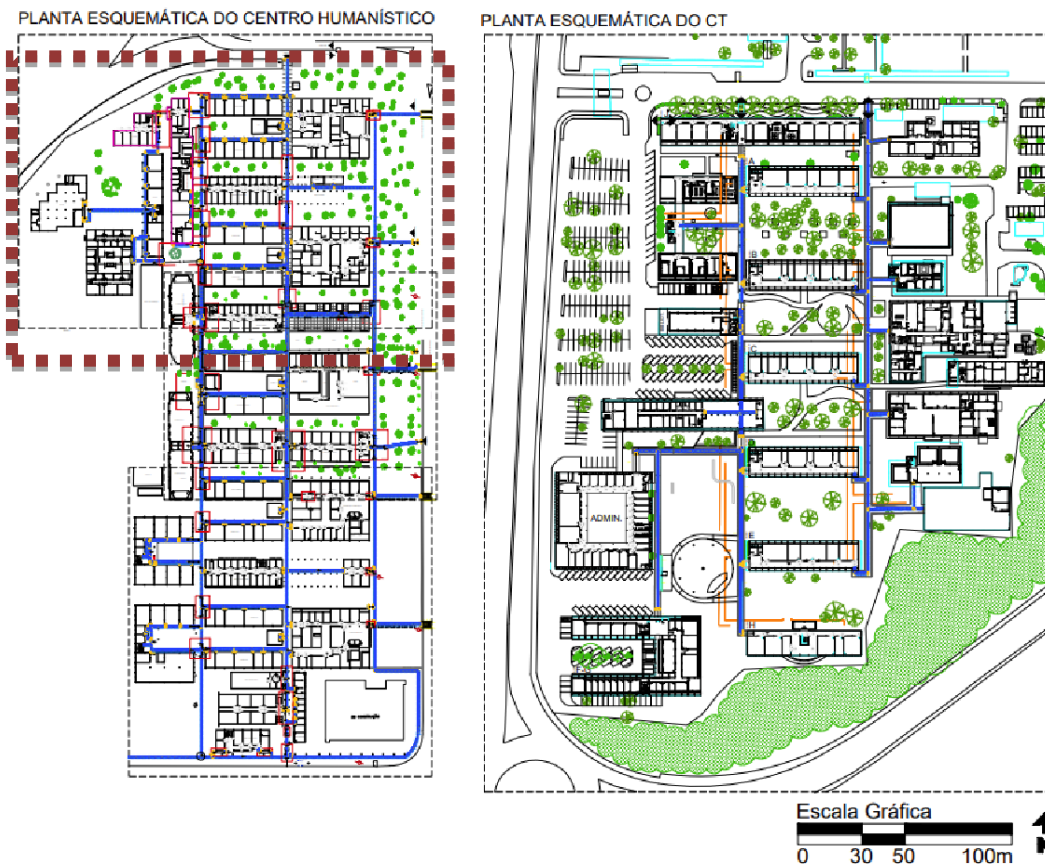 PLANTA ESQUEMÁTICA DO CENTRO HUMANÍSTICO
PLANTA ESQUEMÁTICA DO CT
A
B
C
ADMIN.
E
H
Escala Gráfica
0 30 50 100m